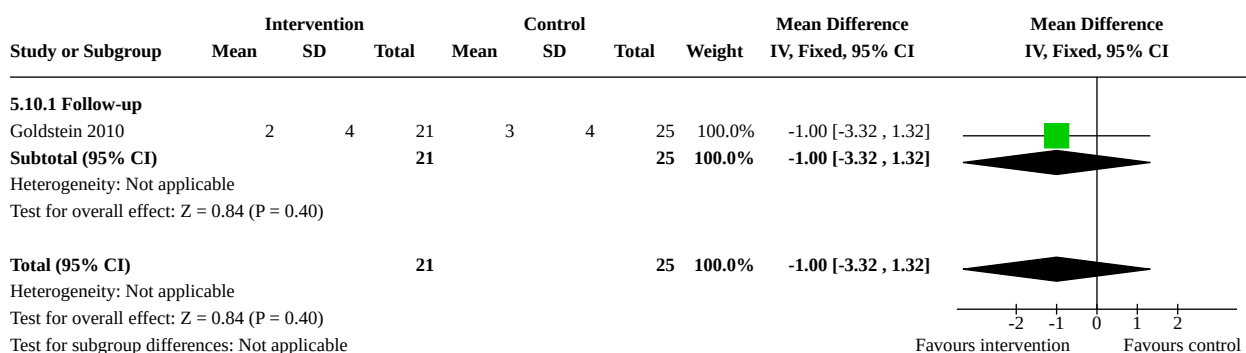 Intervention Control Mean Difference Mean Difference
Study or Subgroup Mean SD Total Mean SD Total Weight IV, Fixed, 95% CI IV, Fixed, 95% CI
5.10.1 Follow-up
Goldstein 2010 2 4 21 3 4 25 100.0% -1.00 [-3.32 , 1.32]
Subtotal (95% CI) 21 25 100.0% -1.00 [-3.32 , 1.32]
Heterogeneity: Not applicable
Test for overall effect: Z = 0.84 (P = 0.40)
Total (95% CI) 21 25 100.0% -1.00 [-3.32 , 1.32]
Heterogeneity: Not applicable
Test for overall effect: Z = 0.84 (P = 0.40)
-2 -1 0 1 2
Test for subgroup differences: Not applicable Favours intervention Favours control